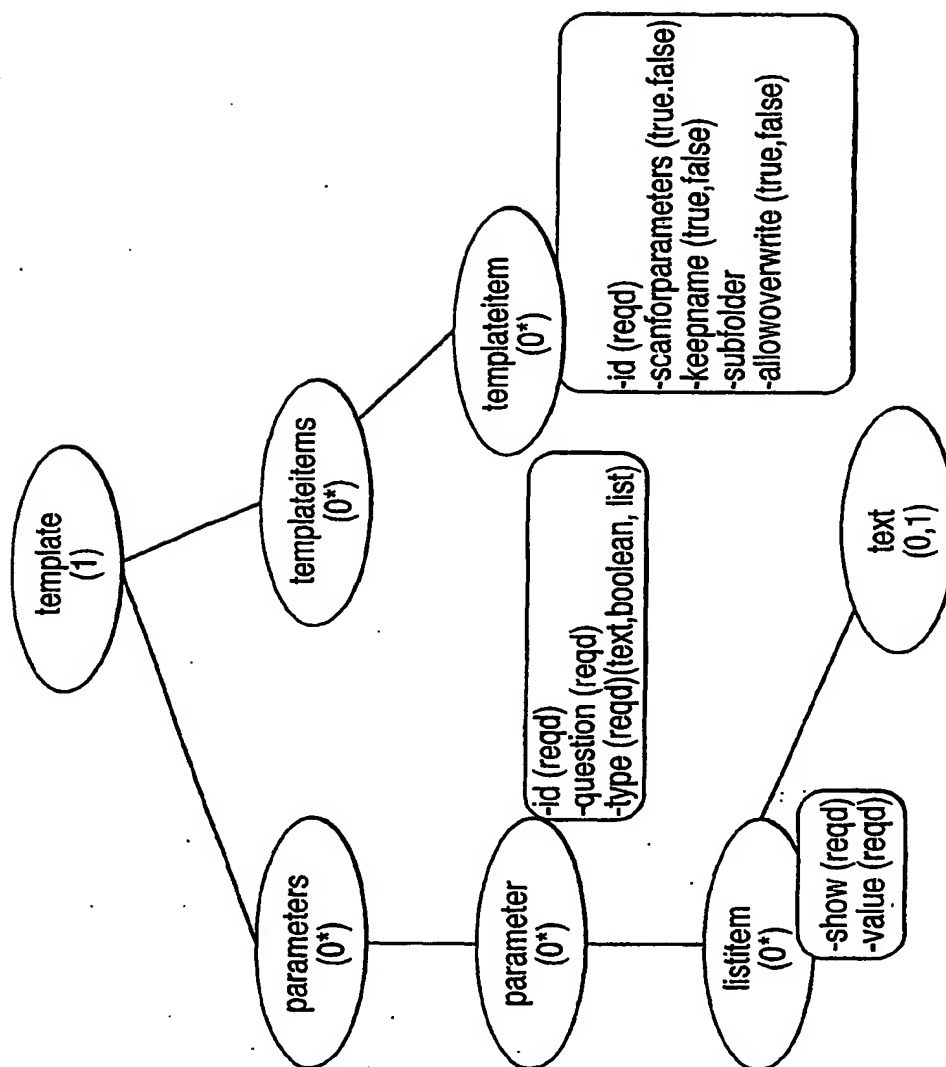 template
(1)
parameters
(0*)
templateitems
(0*)
parameter
(0*)
-id (reqd)
-question (reqd)
-type (reqd)(text,boolean, list)
templateitem
(0*)
-id (reqd)
-scanforparameters (true.false)
-keepname (true,false)
-subfolder
-allowoverwrite (true,false)
listitem
(0*)
-show (reqd)
-value (reqd)
text
(0,1)